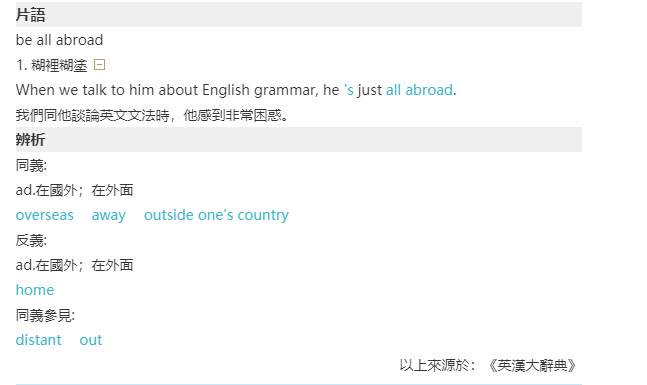 片語
be all abroad
1. 糊裡糊塗
When we talk to him about English grammar, he 's just all abroad.
我們同他談論英文文法時，他感到非常困惑。
辨析
同義:
ad.在國外；在外面
overseas away outside one's country
反義:
ad.在國外；在外面
home
同義參見:
distant out
以上來源於：《英漢大辭典》